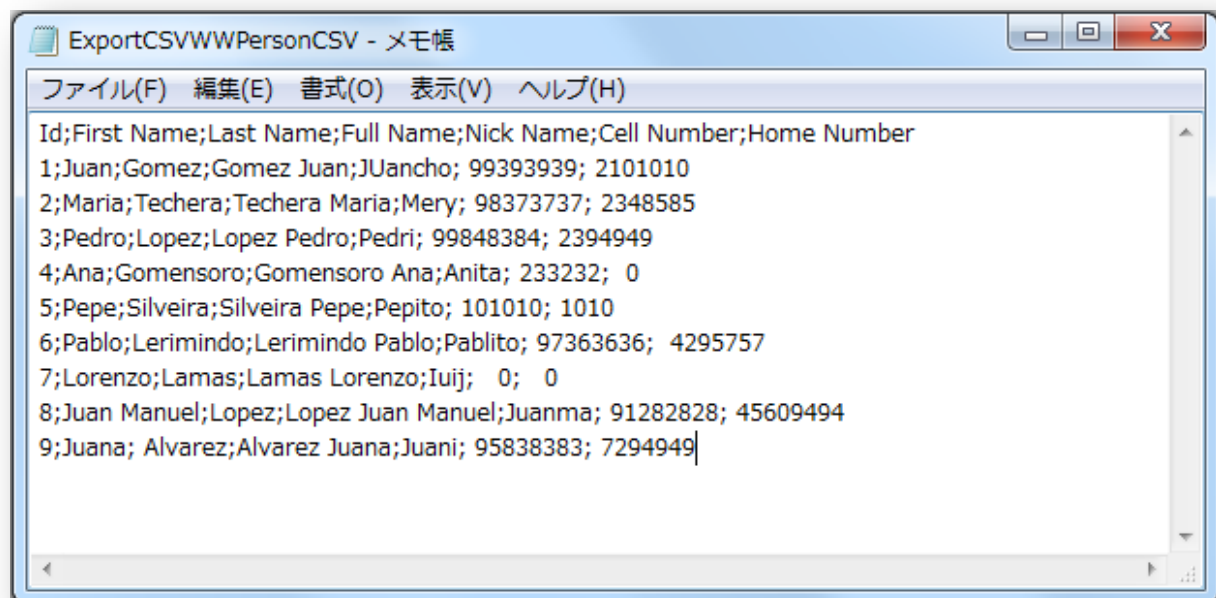 ExportCSVWWPersonCSV - メモ帳
ファイル(F) 編集(E) 書式(O) 表示(V) ヘルプ(H)
Id;First Name;Last Name;Full Name;Nick Name;Cell Number;Home Number
1;Juan;Gomez;Gomez Juan;JUancho; 99393939; 2101010
2;Maria;Techera;Techera Maria;Mery; 98373737; 2348585
3;Pedro;Lopez;Lopez Pedro;Pedri; 99848384; 2394949
4;Ana;Gomensoro;Gomensoro Ana;Anita; 233232;  0
5;Pepe;Silveira;Silveira Pepe;Pepito; 101010; 1010
6;Pablo;Lerimindo;Lerimindo Pablo;Pablito; 97363636;  4295757
7;Lorenzo;Lamas;Lamas Lorenzo;Iuij;   0;   0
8;Juan Manuel;Lopez;Lopez Juan Manuel;Juanma; 91282828; 45609494
9;Juana; Alvarez;Alvarez Juana;Juani; 95838383; 7294949